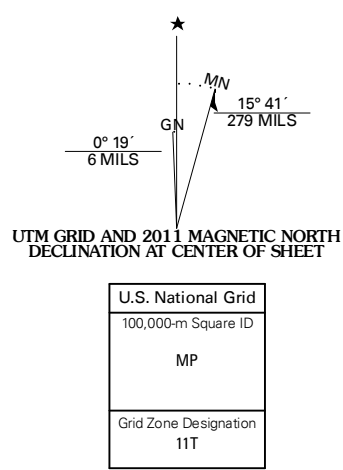 ★
MN
GN
15° 41´
279 MILS
0° 19´
6 MILS
UTM GRID AND 2011 MAGNETIC NORTH
DECLINATION AT CENTER OF SHEET
U.S. National Grid
100,000-m Square ID
MP
Grid Zone Designation
11T